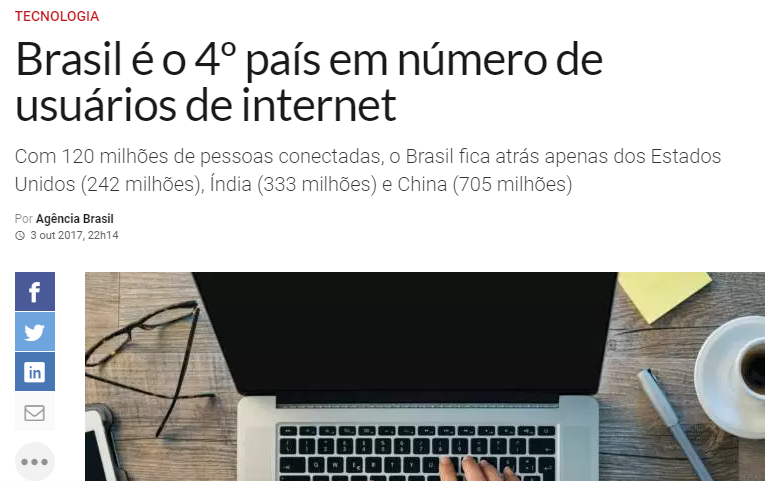 TECNOLOGIA
Brasil é o 4º país em número de
usuários de internet
Com 120 milhões de pessoas conectadas, o Brasil fica atrás apenas dos Estados
Unidos (242 milhões), Índia (333 milhões) e China (705 milhões)
Por Agência Brasil
3 out 2017, 22h14
f
in